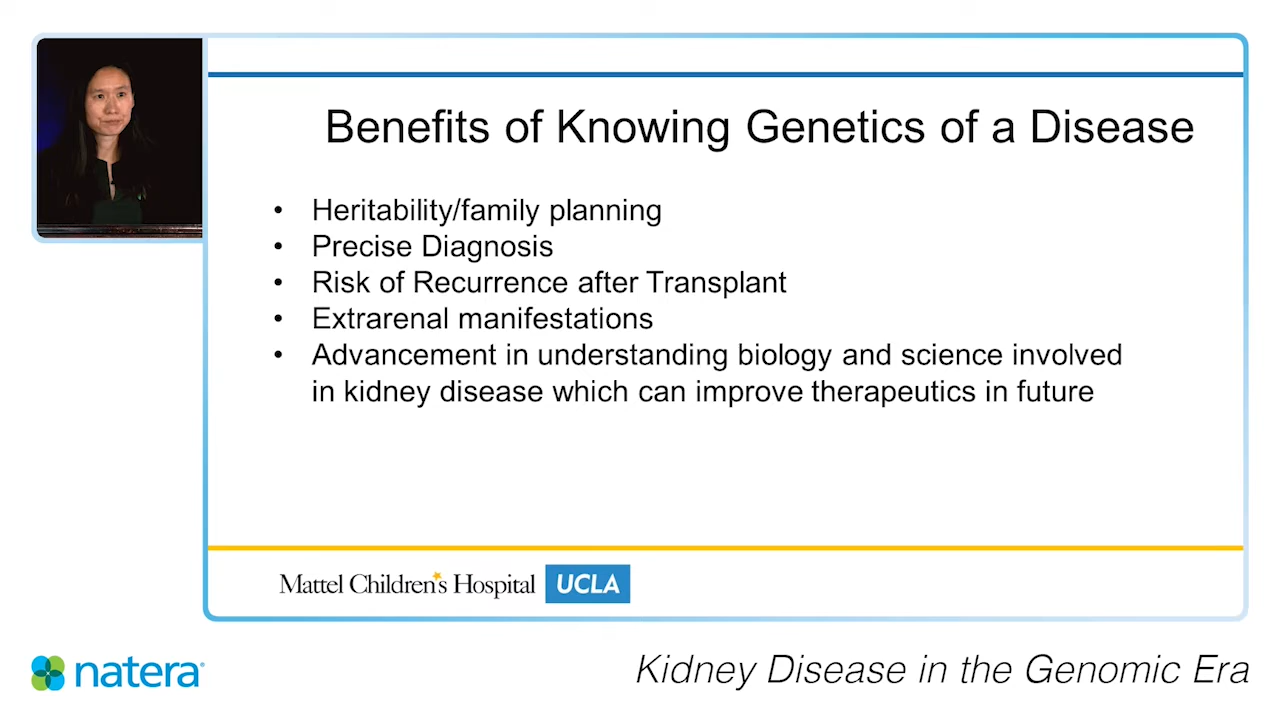 Benefits of Knowing Genetics of a Disease
• Heritability/family planning
• Precise Diagnosis
• Risk of Recurrence after Transplant
• Extrarenal manifestations
• Advancement in understanding biology and science involved
in kidney disease which can improve therapeutics in future
Mattel Children's Hospital UCLA
natera
Kidney Disease in the Genomic Era